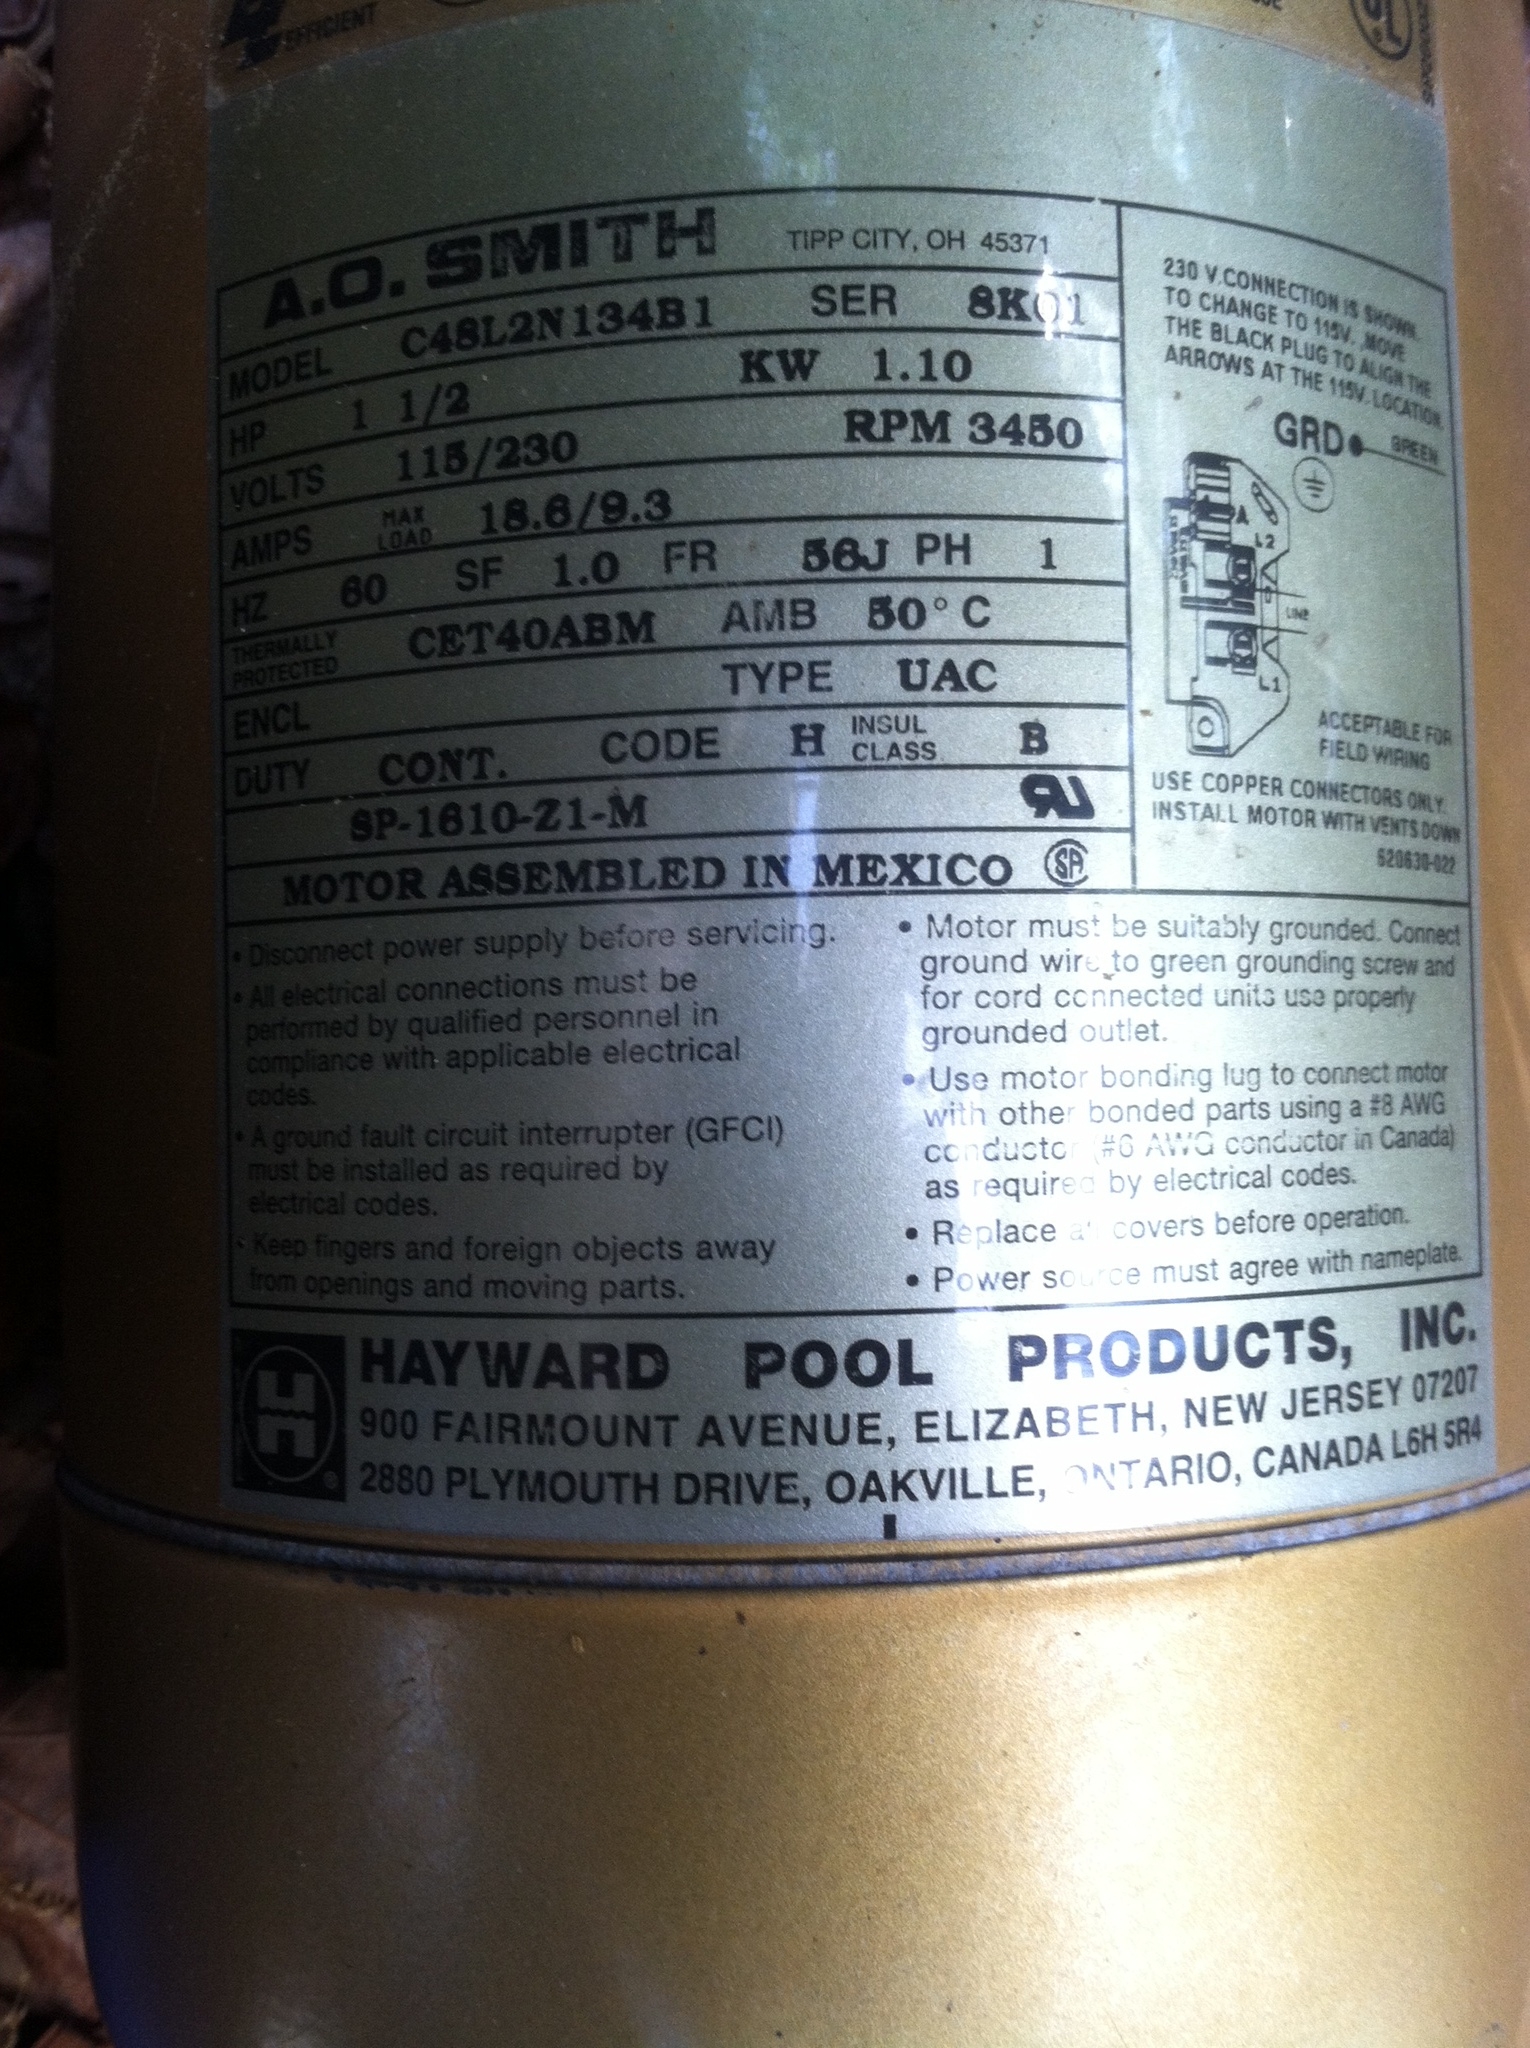 EFFICIENT
A.O. SMITH TIPP CITY, OH 45371
MODEL C48L2N134B1 SER 8K01
HP 1 1/2 KW 1.10
VOLTS 115/230 RPM 3450
AMPS MAX LOAD 18.6/9.3
HZ 60 SF 1.0 FR 56J PH 1
THERMALLY PROTECTED CET40ABM AMB 50° C
ENCL TYPE UAC
DUTY CONT. CODE H INSUL CLASS B
SP-1610-Z1-M
MOTOR ASSEMBLED IN MEXICO SA
230 V. CONNECTION IS SHOWN.
TO CHANGE TO 115V. MOVE
THE BLACK PLUG TO ALIGN THE
ARROWS AT THE 115V. LOCATION.
GRD GREEN
A
L2
LINE
L1
ACCEPTABLE FOR
FIELD WIRING
USE COPPER CONNECTORS ONLY.
INSTALL MOTOR WITH VENTS DOWN
620630-022
• Disconnect power supply before servicing.
• All electrical connections must be
performed by qualified personnel in
compliance with applicable electrical
codes.
• A ground fault circuit interrupter (GFCI)
must be installed as required by
electrical codes.
• Keep fingers and foreign objects away
from openings and moving parts.
• Motor must be suitably grounded. Connect
ground wire to green grounding screw and
for cord connected units use properly
grounded outlet.
• Use motor bonding lug to connect motor
with other bonded parts using a #8 AWG
conductor (#6 AWG conductor in Canada)
as required by electrical codes.
• Replace all covers before operation.
• Power source must agree with nameplate.
H ®
HAYWARD POOL PRODUCTS, INC.
900 FAIRMOUNT AVENUE, ELIZABETH, NEW JERSEY 07207
2880 PLYMOUTH DRIVE, OAKVILLE, ONTARIO, CANADA L6H 5R4